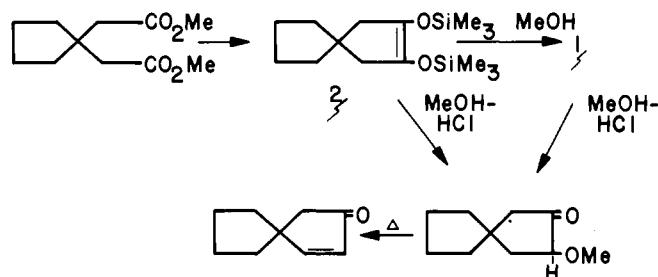 CO2Me
CO2Me
OSiMe3
OSiMe3
2
MeOH
1
MeOH-
HCl
MeOH-
HCl
O
Δ
O
OMe
H